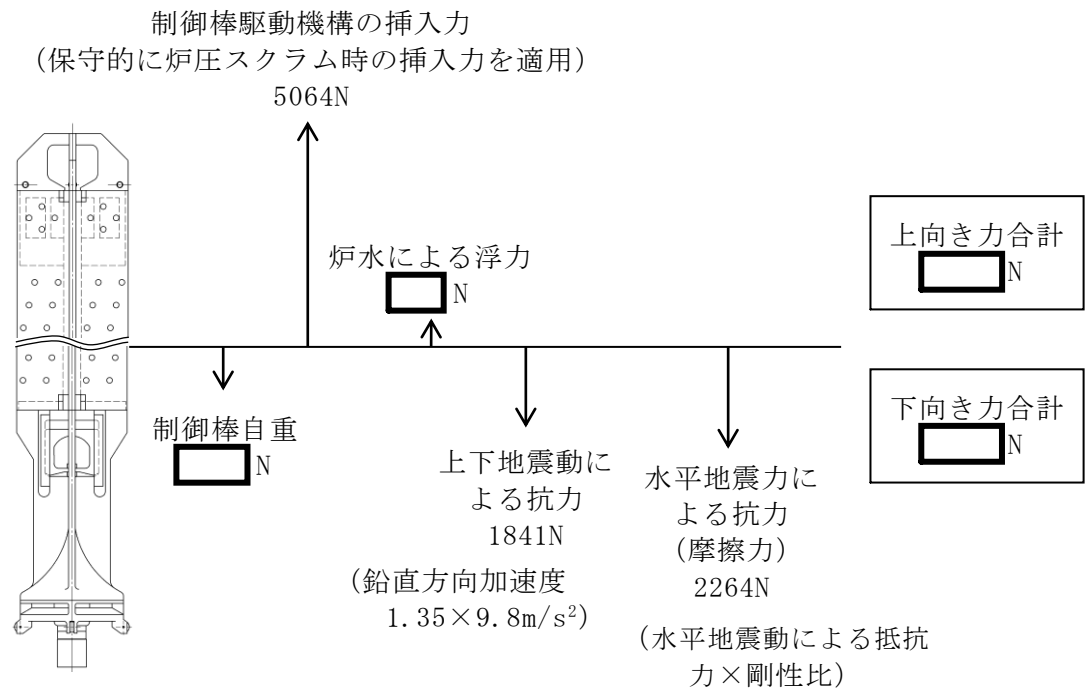 制御棒駆動機構の挿入力
（保守的に炉圧スクラム時の挿入力を適用）
5064N
炉水による浮力
N
上向き力合計
N
制御棒自重
N
上下地震動に
よる抗力
1841N
（鉛直方向加速度
1.35×9.8m/s²）
水平地震力に
よる抗力
（摩擦力）
2264N
（水平地震動による抵抗
力×剛性比）
下向き力合計
N